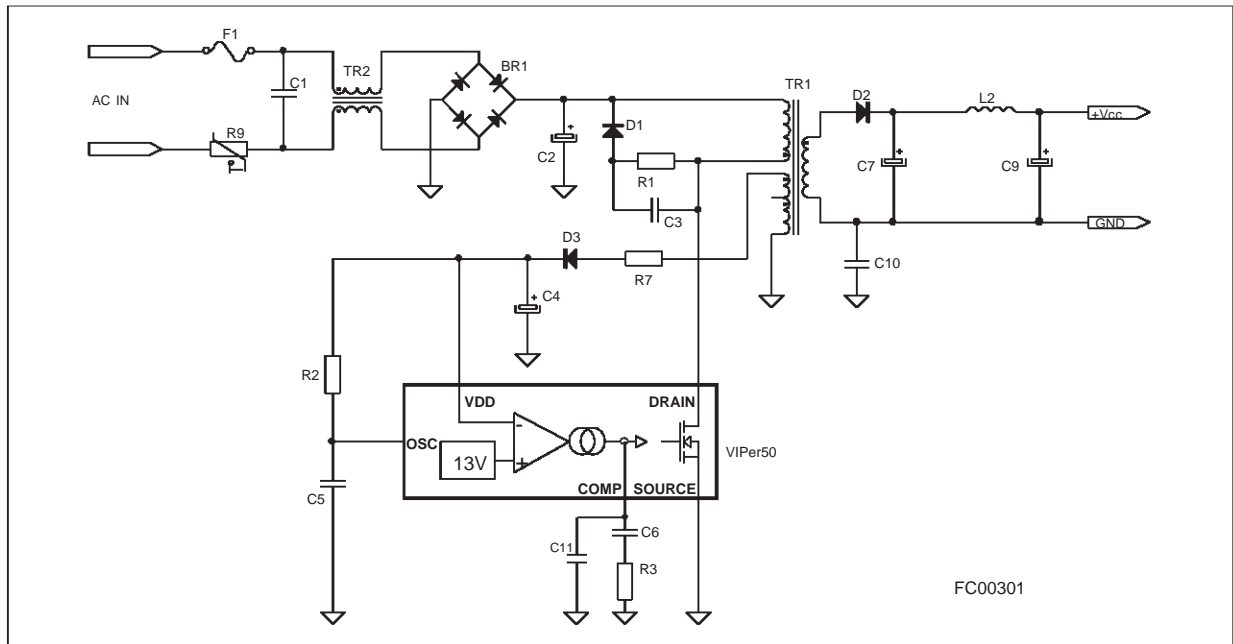 F1
BR1
TR2
C1
TR1
D2
L2
AC IN
+Vcc
D1
R9
C2
C7
C9
T°
R1
C3
GND
D3
C10
R7
C4
R2
VDD
DRAIN
-
OSC
VIPer50
13V
+
COMP
SOURCE
C5
C6
C11
R3
FC00301